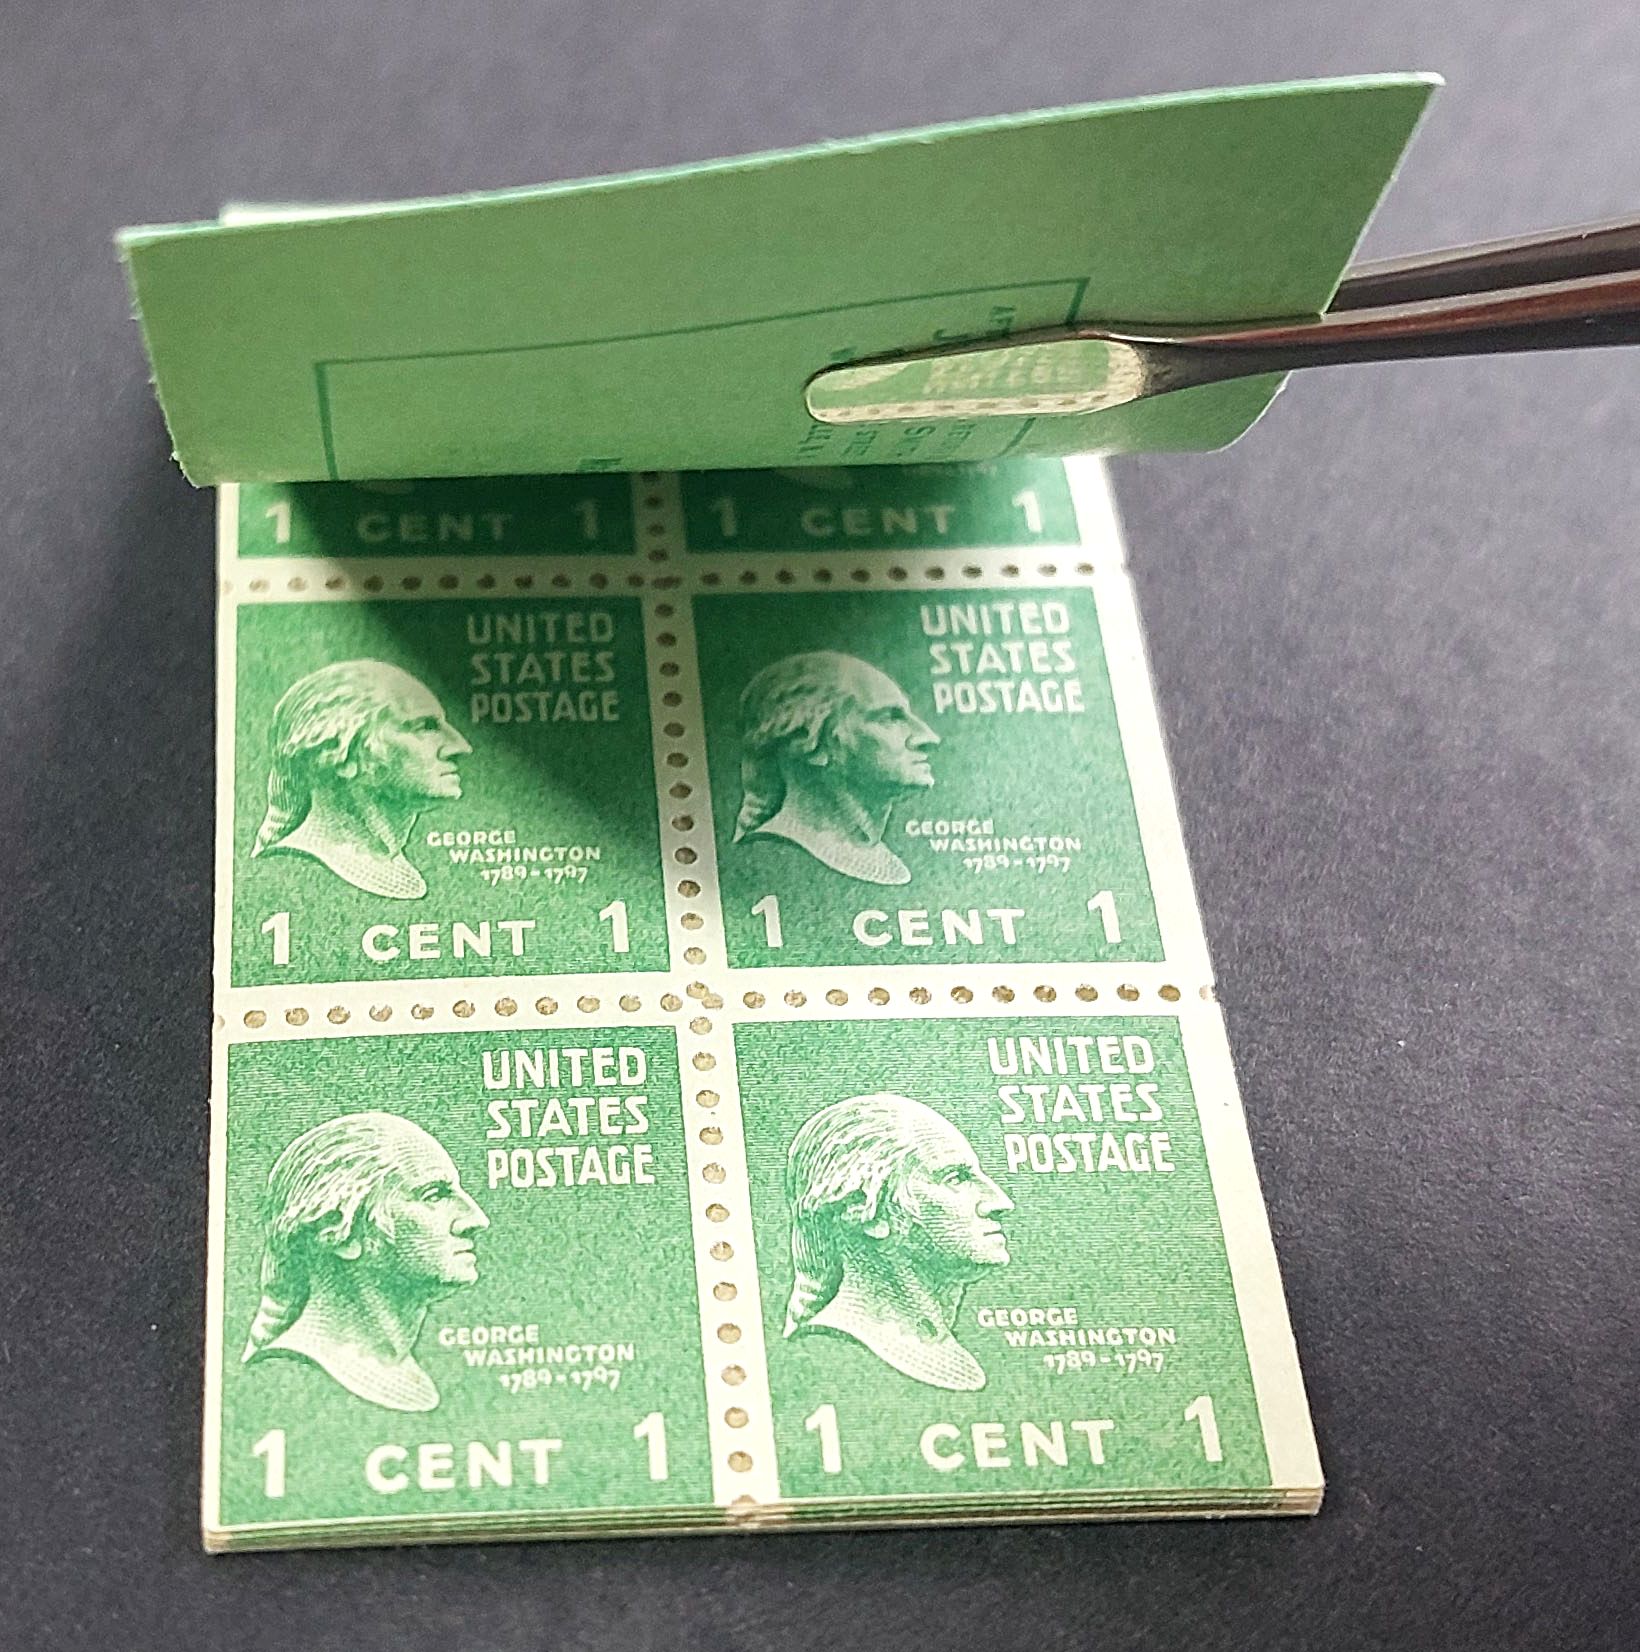 1 CENT 1
1 CENT 1
UNITED
STATES
POSTAGE
GEORGE
WASHINGTON
1789-1797
1 CENT 1
UNITED
STATES
POSTAGE
GEORGE
WASHINGTON
1789-1797
1 CENT 1
UNITED
STATES
POSTAGE
GEORGE
WASHINGTON
1789-1797
1 CENT 1
UNITED
STATES
POSTAGE
GEORGE
WASHINGTON
1789-1797
1 CENT 1